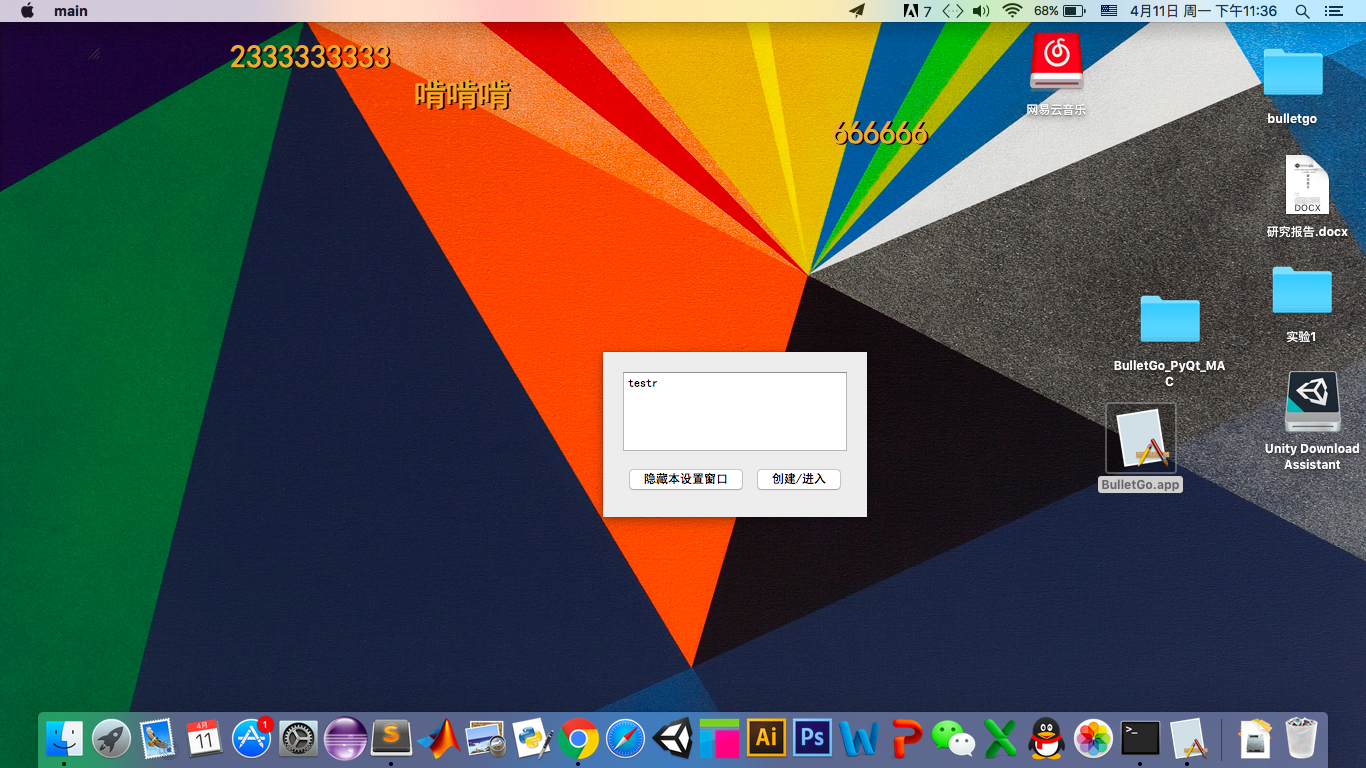 main
7
68%
4月11日 周一 下午11:36
2333333333
啃啃啃
666666
网易云音乐
bulletgo
DOCX
研究报告.docx
实验1
BulletGo_PyQt_MA
C
BulletGo.app
Unity Download
Assistant
testr
隐藏本设置窗口
创建/进入
4月
11
1
S
Ai
Ps
W
P
X
>_